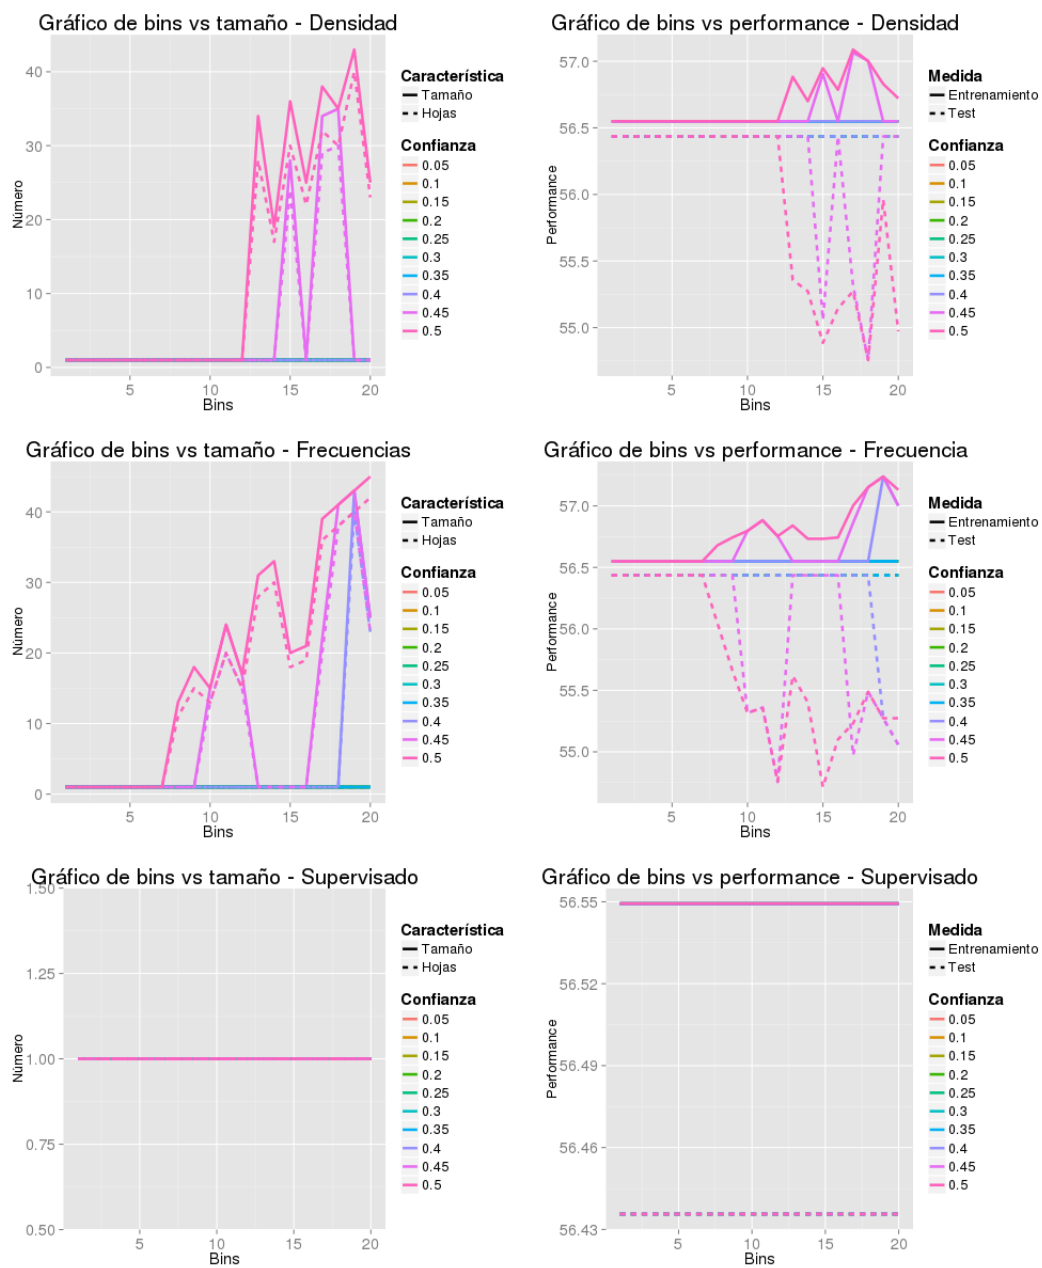 Gráfico de bins vs tamaño - Densidad
Número
40
30
20
10
0
5
10
15
20
Bins
Característica
Tamaño
Hojas
Confianza
0.05
0.1
0.15
0.2
0.25
0.3
0.35
0.4
0.45
0.5
Gráfico de bins vs performance - Densidad
Performance
57.0
56.5
56.0
55.5
55.0
5
10
15
20
Bins
Medida
Entrenamiento
Test
Confianza
0.05
0.1
0.15
0.2
0.25
0.3
0.35
0.4
0.45
0.5
Gráfico de bins vs tamaño - Frecuencias
Número
40
30
20
10
0
5
10
15
20
Bins
Característica
Tamaño
Hojas
Confianza
0.05
0.1
0.15
0.2
0.25
0.3
0.35
0.4
0.45
0.5
Gráfico de bins vs performance - Frecuencia
Performance
57.0
56.5
56.0
55.5
55.0
5
10
15
20
Bins
Medida
Entrenamiento
Test
Confianza
0.05
0.1
0.15
0.2
0.25
0.3
0.35
0.4
0.45
0.5
Gráfico de bins vs tamaño - Supervisado
Número
1.50
1.25
1.00
0.75
0.50
5
10
15
20
Bins
Característica
Tamaño
Hojas
Confianza
0.05
0.1
0.15
0.2
0.25
0.3
0.35
0.4
0.45
0.5
Gráfico de bins vs performance - Supervisado
Performance
56.55
56.52
56.49
56.46
56.43
5
10
15
20
Bins
Medida
Entrenamiento
Test
Confianza
0.05
0.1
0.15
0.2
0.25
0.3
0.35
0.4
0.45
0.5